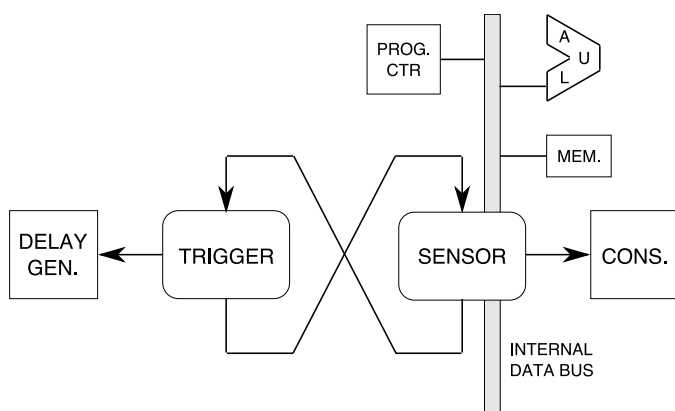 PROG.
CTR
A
U
L
MEM.
DELAY
GEN.
TRIGGER
SENSOR
CONS.
INTERNAL
DATA BUS